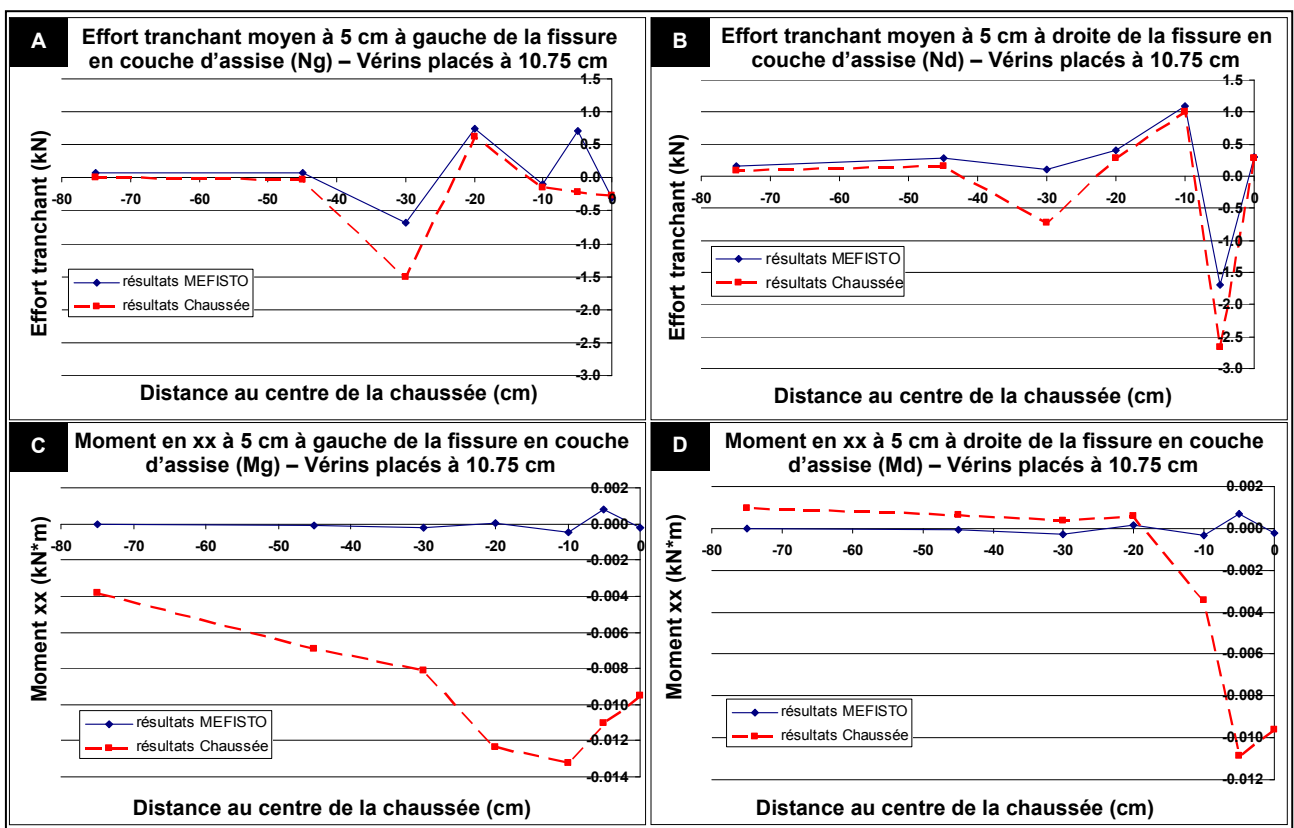 A
Effort tranchant moyen à 5 cm à gauche de la fissure
en couche d'assise (Ng) – Vérins placés à 10.75 cm
1.5
1.0
0.5
0.0
-0.5
-1.0
-1.5
-2.0
-2.5
-3.0
-80 -70 -60 -50 -40 -30 -20 -10 0
Effort tranchant (kN)
résultats MEFISTO
résultats Chaussée
Distance au centre de la chaussée (cm)
B
Effort tranchant moyen à 5 cm à droite de la fissure en
couche d'assise (Nd) – Vérins placés à 10.75 cm
1.5
1.0
0.5
0.0
-0.5
-1.0
-1.5
-2.0
-2.5
-3.0
-80 -70 -60 -50 -40 -30 -20 -10 0
Effort tranchant (kN)
résultats MEFISTO
résultats Chaussée
Distance au centre de la chaussée (cm)
C
Moment en xx à 5 cm à gauche de la fissure en couche
d'assise (Mg) – Vérins placés à 10.75 cm
0.002
0.000
-0.002
-0.004
-0.006
-0.008
-0.010
-0.012
-0.014
-80 -70 -60 -50 -40 -30 -20 -10 0
Moment xx (kN*m)
résultats MEFISTO
résultats Chaussée
Distance au centre de la chaussée (cm)
D
Moment en xx à 5 cm à droite de la fissure en couche
d'assise (Md) – Vérins placés à 10.75 cm
0.002
0.000
-0.002
-0.004
-0.006
-0.008
-0.010
-0.012
-80 -70 -60 -50 -40 -30 -20 -10 0
Moment xx (kN*m)
résultats MEFISTO
résultats Chaussée
Distance au centre de la chaussée (cm)